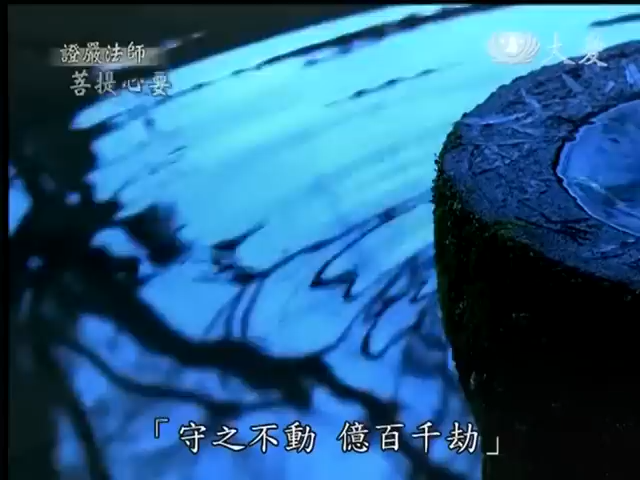 證嚴法師
菩提心要
大愛
「守之不動 億百千劫」